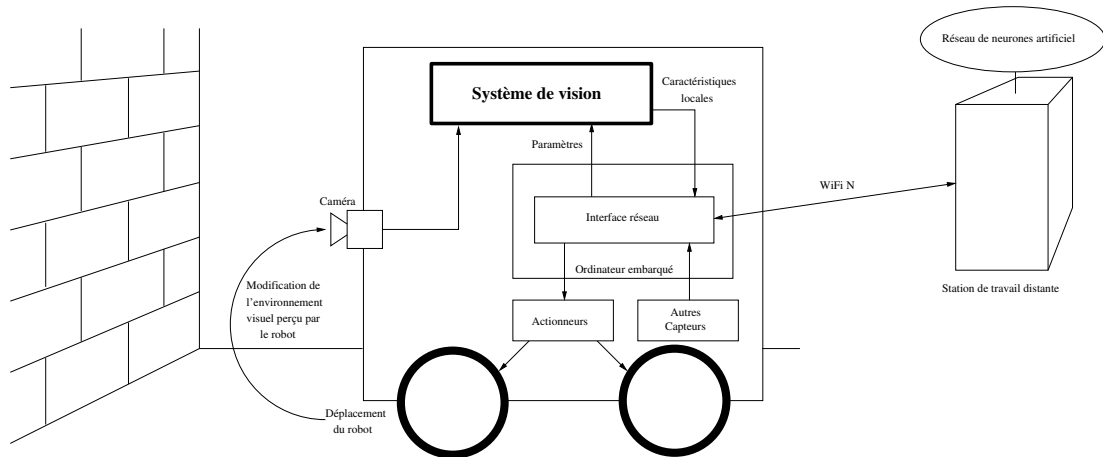 Réseau de neurones artificiel
Système de vision
Caractéristiques
locales
Paramètres
WiFi N
Caméra
Interface réseau
Ordinateur embarqué
Modification de
l'environnement
visuel perçu par
le robot
Station de travail distante
Actionneurs
Autres
Capteurs
Déplacement
du robot